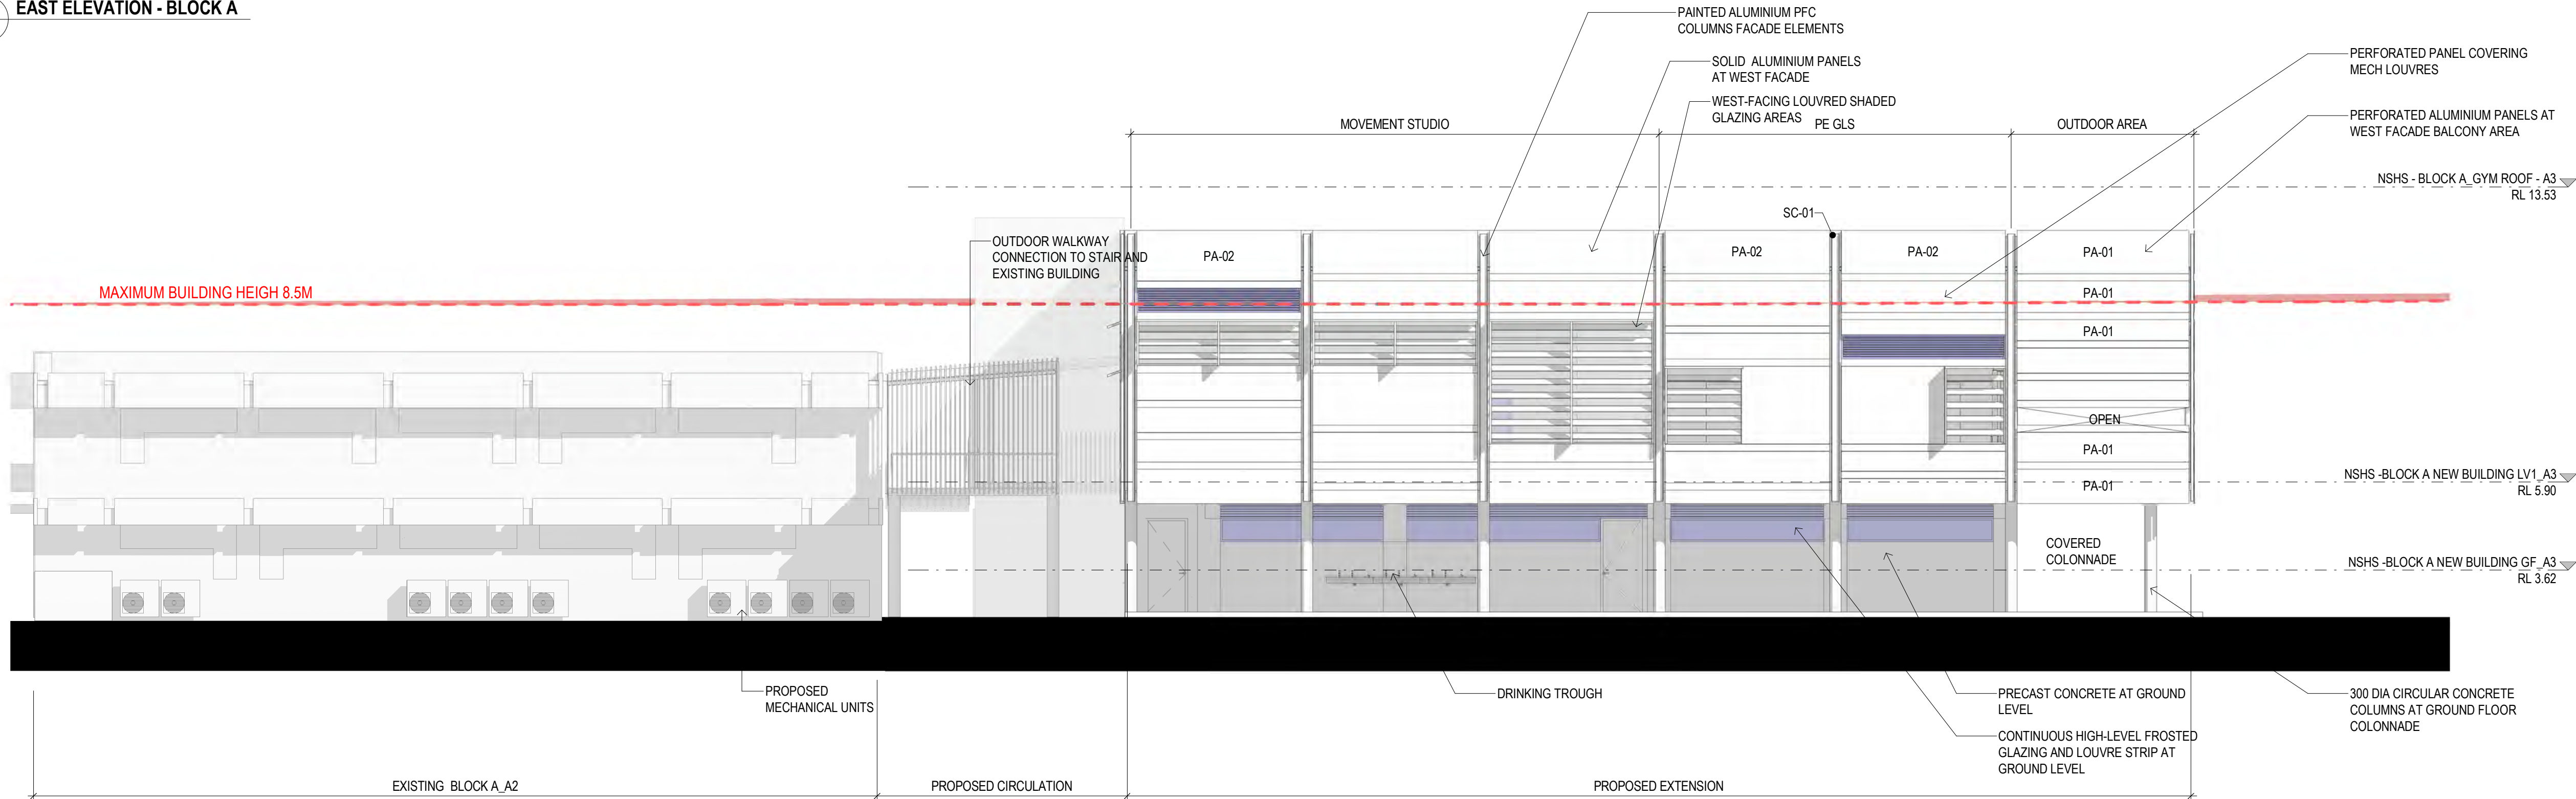 EAST ELEVATION - BLOCK A
PAINTED ALUMINIUM PFC
COLUMNS FACADE ELEMENTS
SOLID ALUMINIUM PANELS
AT WEST FACADE
WEST-FACING LOUVRED SHADED
GLAZING AREAS
PERFORATED PANEL COVERING
MECH LOUVRES
PERFORATED ALUMINIUM PANELS AT
WEST FACADE BALCONY AREA
MOVEMENT STUDIO
PE GLS
OUTDOOR AREA
NSHS - BLOCK A_GYM ROOF - A3
RL 13.53
SC-01
OUTDOOR WALKWAY
CONNECTION TO STAIR AND
EXISTING BUILDING
PA-02
PA-02
PA-02
PA-01
MAXIMUM BUILDING HEIGH 8.5M
PA-01
PA-01
OPEN
PA-01
PA-01
NSHS -BLOCK A NEW BUILDING LV1_A3
RL 5.90
COVERED
COLONNADE
NSHS -BLOCK A NEW BUILDING GF_A3
RL 3.62
PROPOSED
MECHANICAL UNITS
DRINKING TROUGH
PRECAST CONCRETE AT GROUND
LEVEL
CONTINUOUS HIGH-LEVEL FROSTED
GLAZING AND LOUVRE STRIP AT
GROUND LEVEL
300 DIA CIRCULAR CONCRETE
COLUMNS AT GROUND FLOOR
COLONNADE
EXISTING BLOCK A_A2
PROPOSED CIRCULATION
PROPOSED EXTENSION